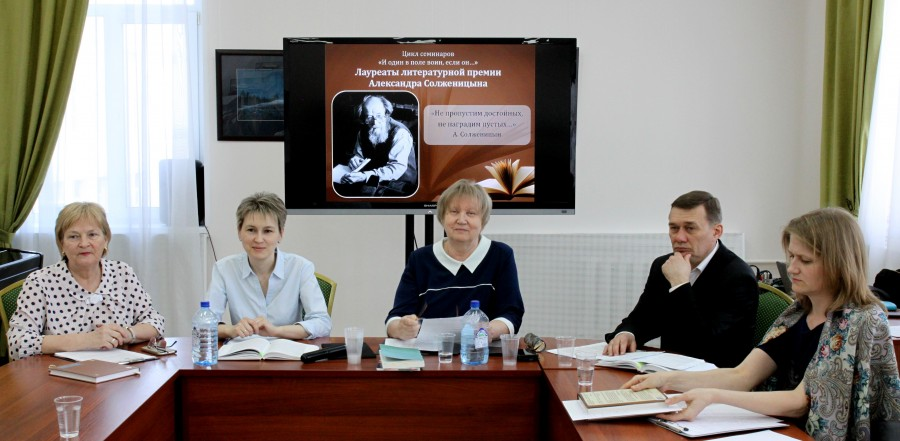 Цикл семинаров
«И один в поле воин, если он...»
Лауреаты литературной премии
Александра Солженицына
«Не пропустим достойных,
не наградим пустых...».
А. Солженицын